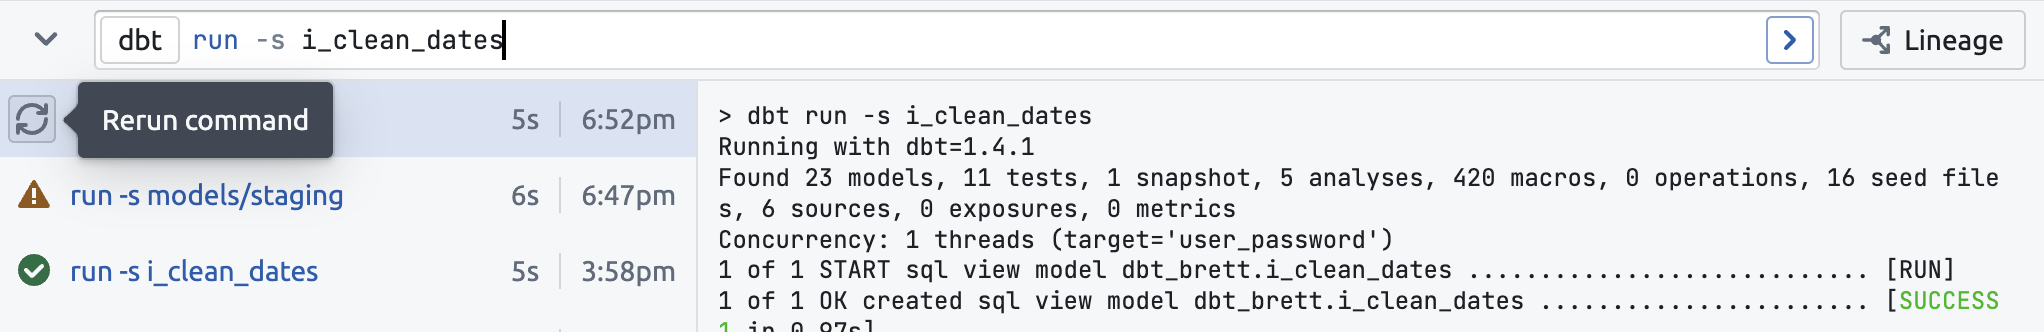 dbt run -s i_clean_dates
Lineage
Rerun command 5s 6:52pm
run -s models/staging 6s 6:47pm
run -s i_clean_dates 5s 3:58pm
> dbt run -s i_clean_dates
Running with dbt=1.4.1
Found 23 models, 11 tests, 1 snapshot, 5 analyses, 420 macros, 0 operations, 16 seed file
s, 6 sources, 0 exposures, 0 metrics
Concurrency: 1 threads (target='user_password')
1 of 1 START sql view model dbt_brett.i_clean_dates ............................ [RUN]
1 of 1 OK created sql view model dbt_brett.i_clean_dates ....................... [SUCCESS
1 in 0.97s]